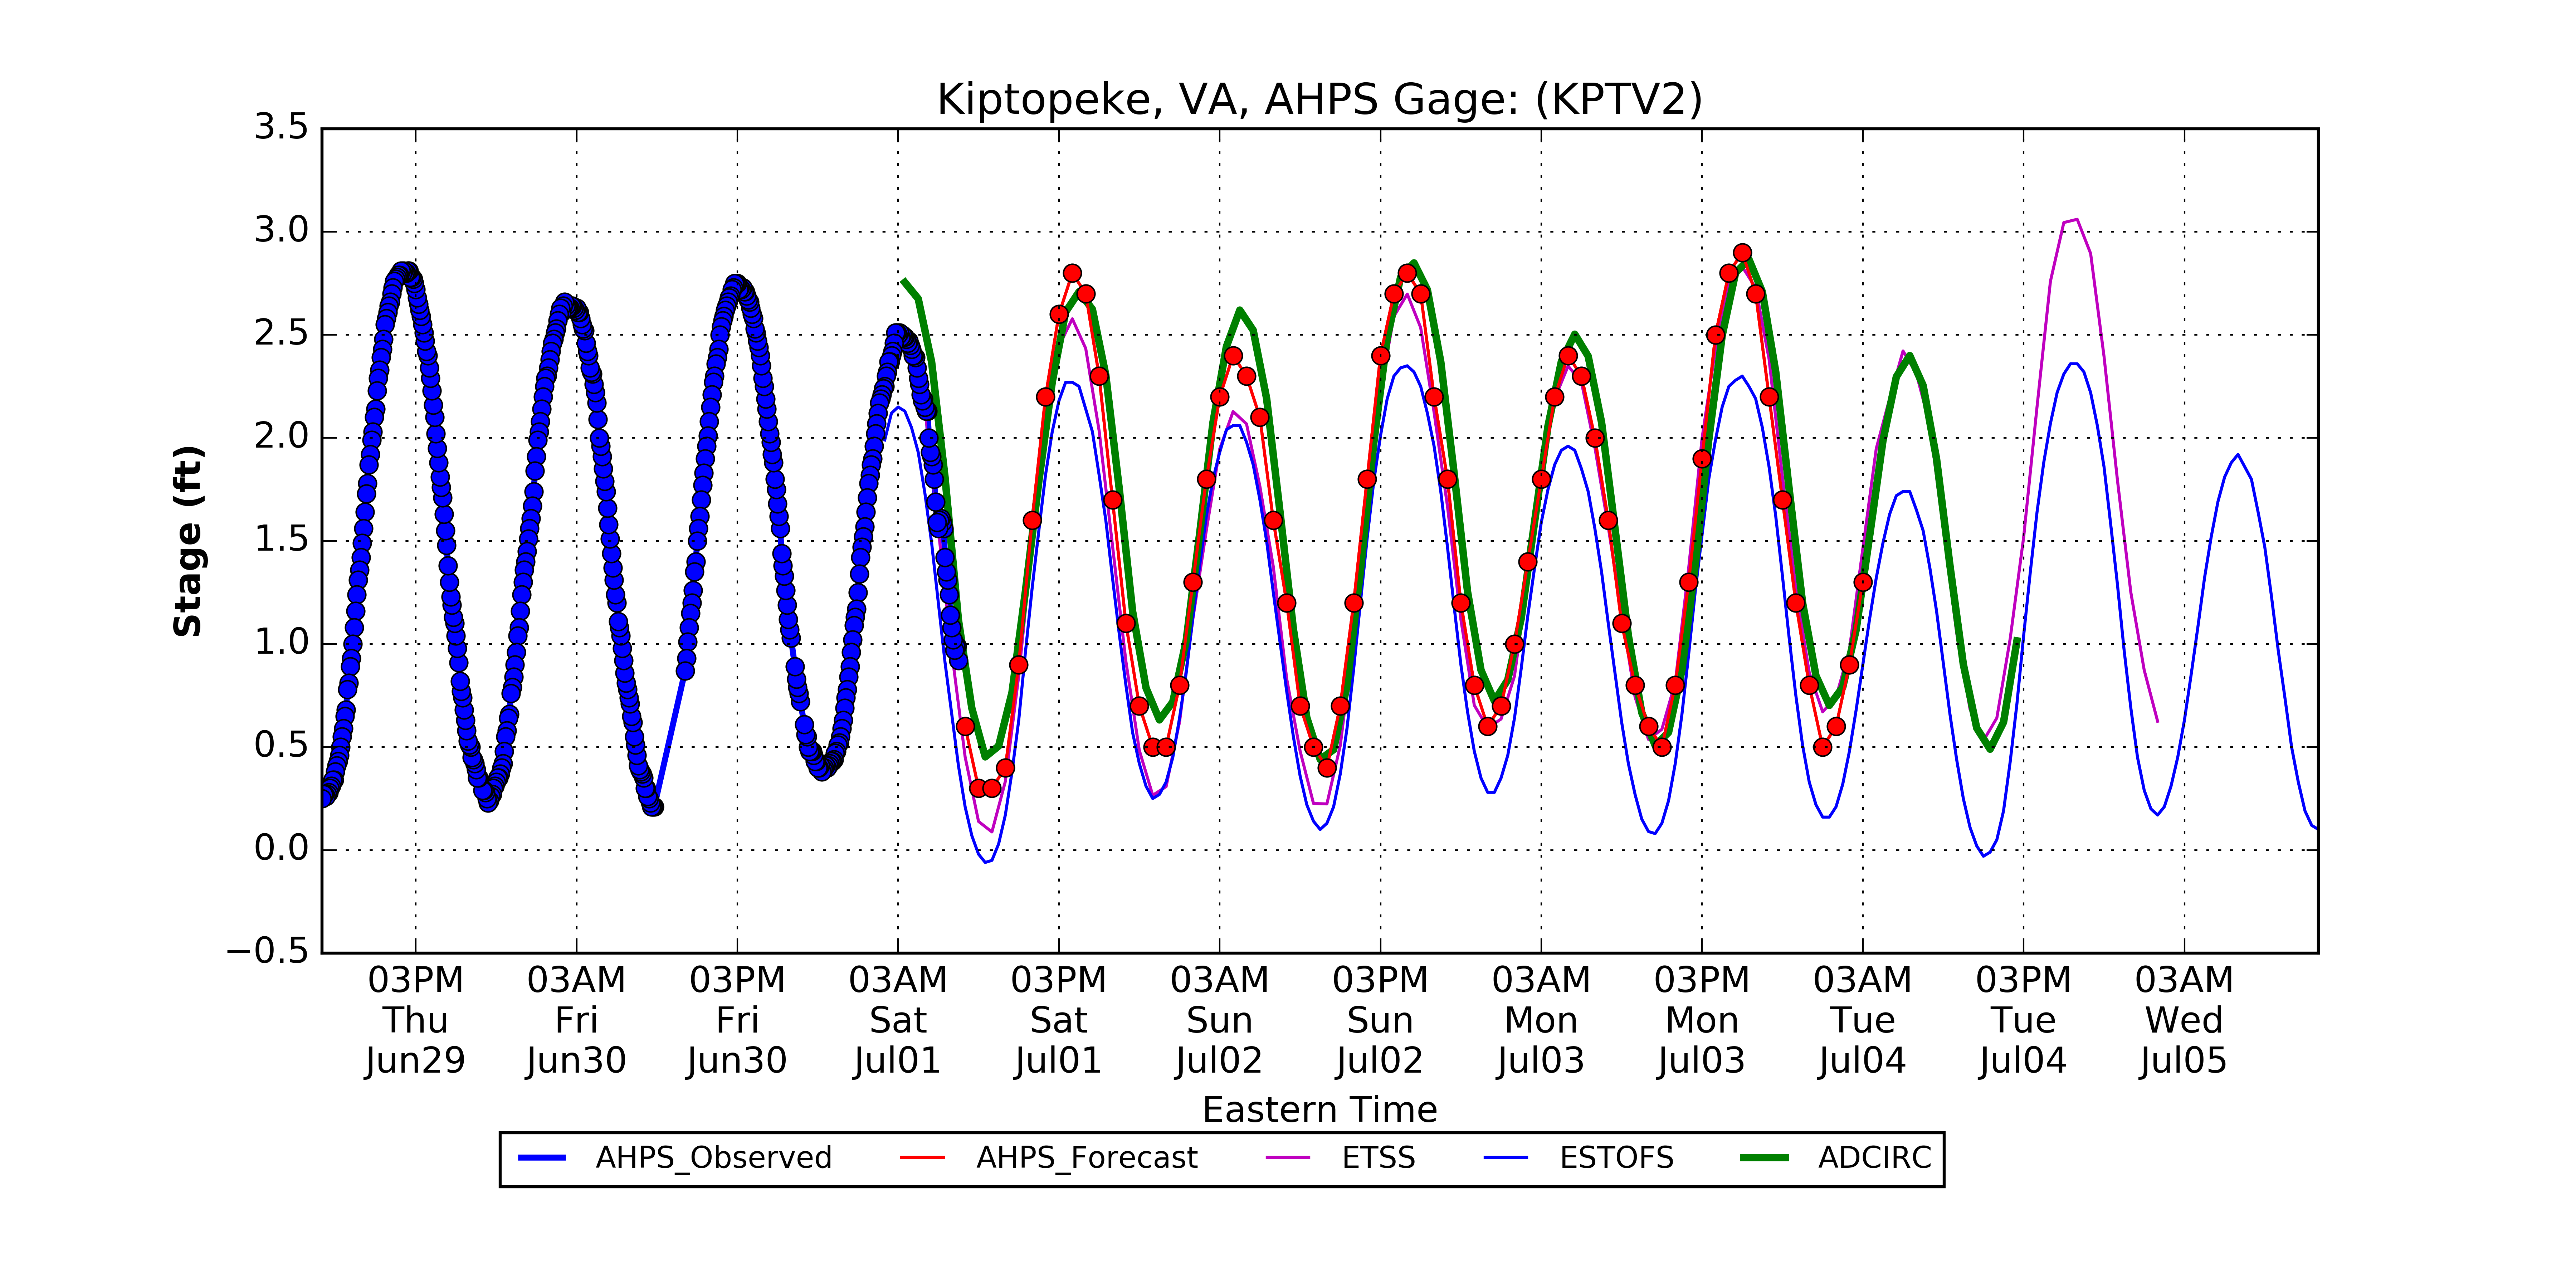 Kiptopeke, VA, AHPS Gage: (KPTV2)
3.5
3.0
2.5
2.0
1.5
1.0
0.5
0.0
−0.5
Stage (ft)
03PM 03AM 03PM 03AM 03PM 03AM 03PM 03AM 03PM 03AM 03PM 03AM
Thu Fri Fri Sat Sat Sun Sun Mon Mon Tue Tue Wed
Jun29 Jun30 Jun30 Jul01 Jul01 Jul02 Jul02 Jul03 Jul03 Jul04 Jul04 Jul05
Eastern Time
AHPS_Observed AHPS_Forecast ETSS ESTOFS ADCIRC